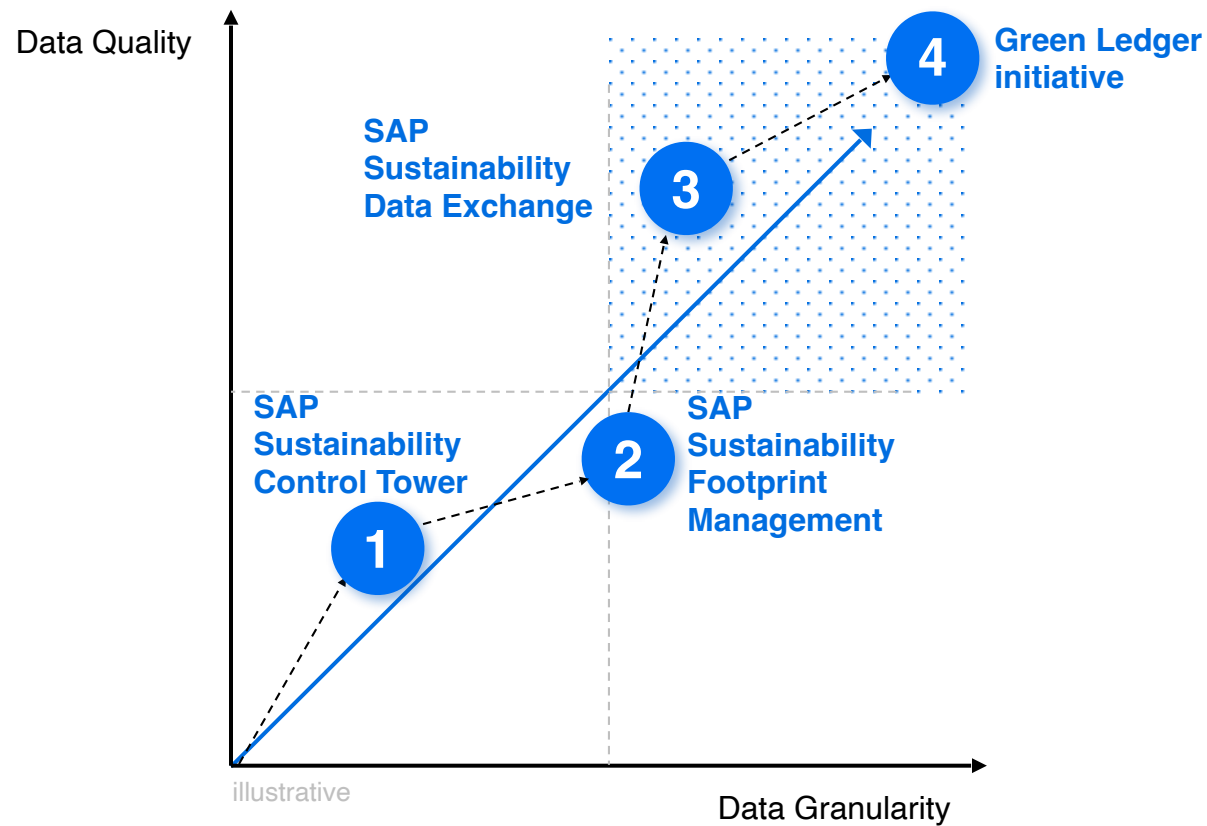 Data Quality
4
Green Ledger
initiative
SAP
Sustainability
Data Exchange
3
SAP
Sustainability
Control Tower
1
2
SAP
Sustainability
Footprint
Management
illustrative
Data Granularity